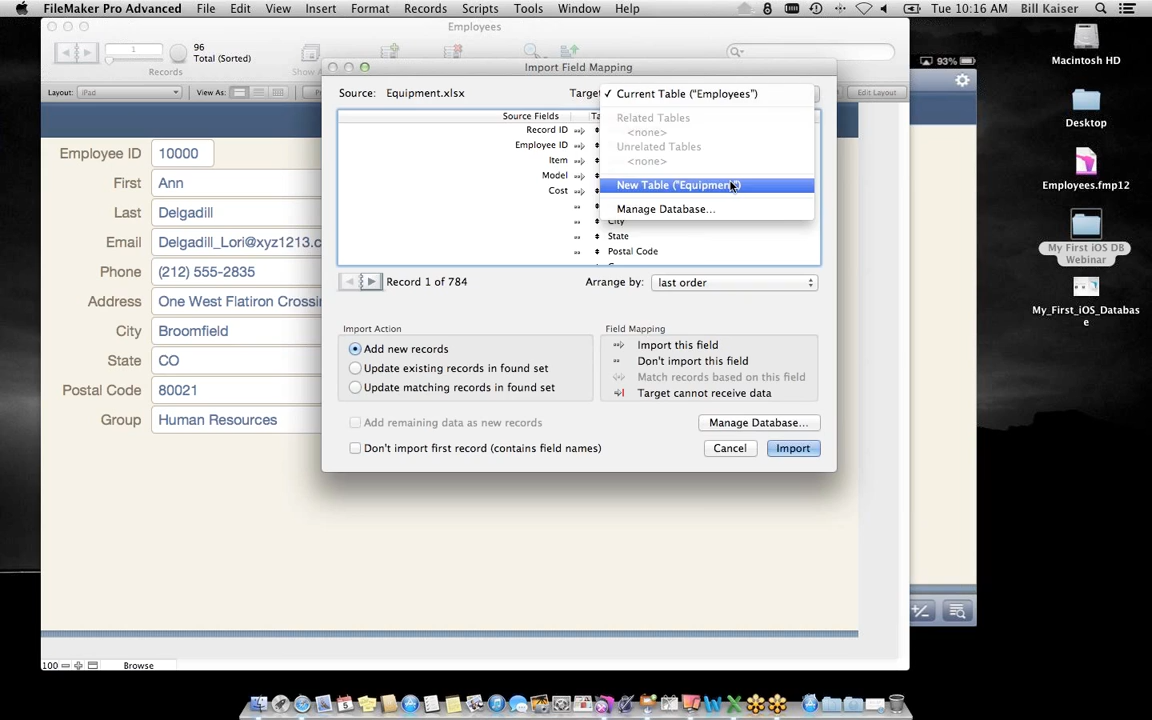 FileMaker Pro Advanced File Edit View Insert Format Records Scripts Tools Window Help Tue 10:16 AM Bill Kaiser
Employees
1
96
Total (Sorted)
Records
Show A
Layout: iPad View As: Edit Layout
Employee ID 10000
First Ann
Last Delgadill
Email Delgadill_Lori@xyz1213.c
Phone (212) 555-2835
Address One West Flatiron Crossi
City Broomfield
State CO
Postal Code 80021
Group Human Resources
Import Field Mapping
Source: Equipment.xlsx Target
✓ Current Table ("Employees")
Related Tables
<none>
Unrelated Tables
<none>
New Table ("Equipment")
Manage Database...
Source Fields Ta
Record ID
Employee ID
Item
Model
Cost
City
State
Postal Code
Record 1 of 784 Arrange by: last order
Import Action
Add new records
Update existing records in found set
Update matching records in found set
Field Mapping
Import this field
Don't import this field
Match records based on this field
Target cannot receive data
Add remaining data as new records Manage Database...
Don't import first record (contains field names) Cancel Import
100 Browse
93%
Macintosh HD
Desktop
Employees.fmp12
My First iOS DB
Webinar
My_First_iOS_Databas
e